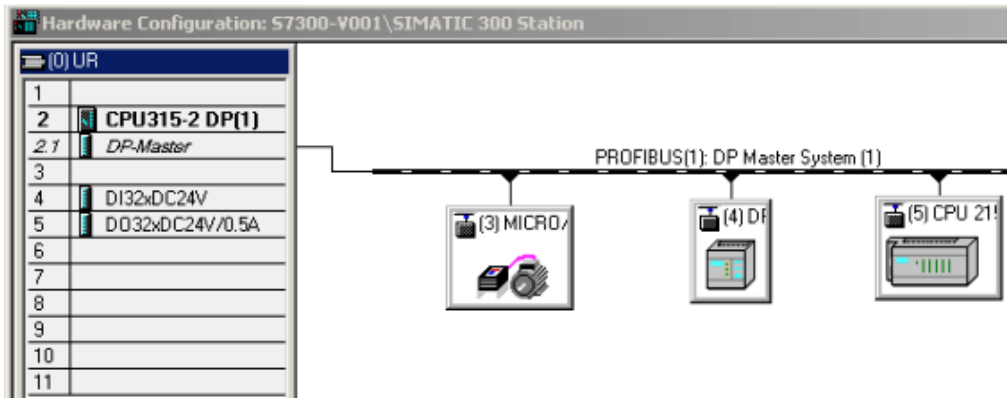 Hardware Configuration: S7300-V001\SIMATIC 300 Station
(0) UR
1
2 CPU315-2 DP(1)
2.1 DP-Master
3
4 DI32xDC24V
5 DO32xDC24V/0.5A
6
7
8
9
10
11
PROFIBUS(1): DP Master System (1)
(3) MICRO/
(4) DP
(5) CPU 215